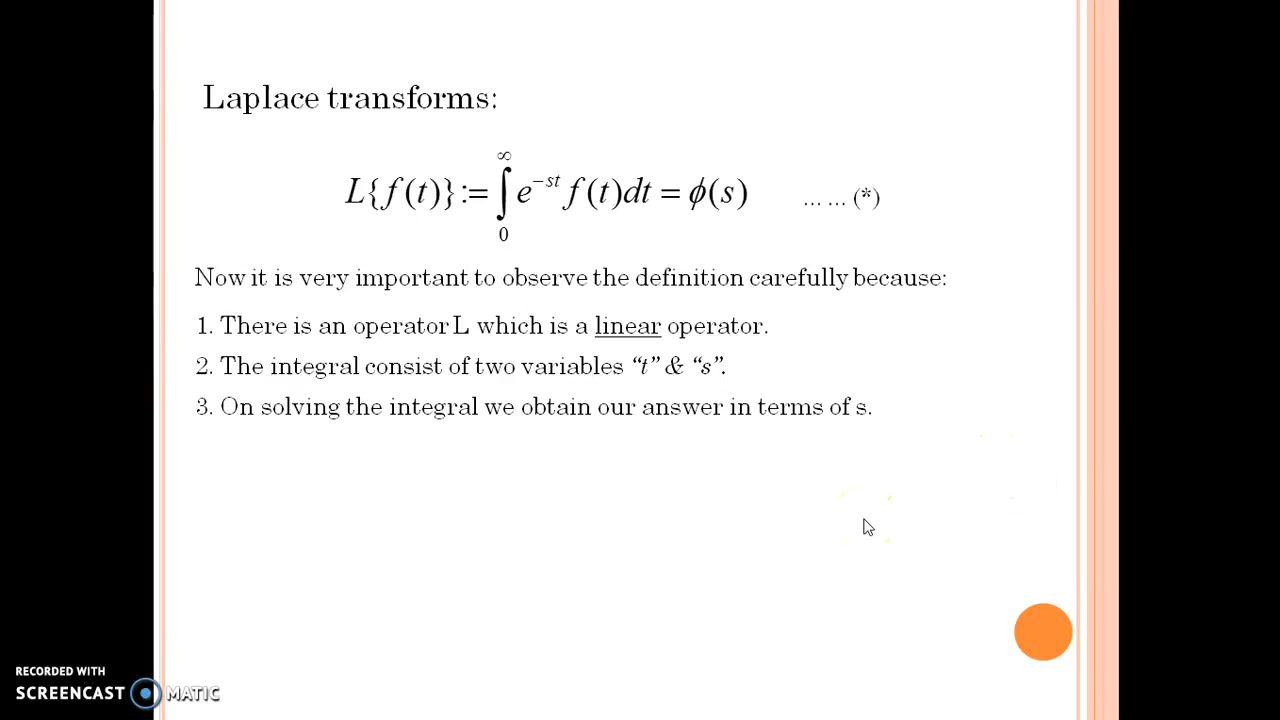 Laplace transforms:
L{f(t)} := ∫₀^∞ e^{-st} f(t)dt = ϕ(s) ... ... (*)
Now it is very important to observe the definition carefully because:
1. There is an operator L which is a linear operator.
2. The integral consist of two variables “t” & “s”.
3. On solving the integral we obtain our answer in terms of s.
RECORDED WITH
SCREENCAST MATIC